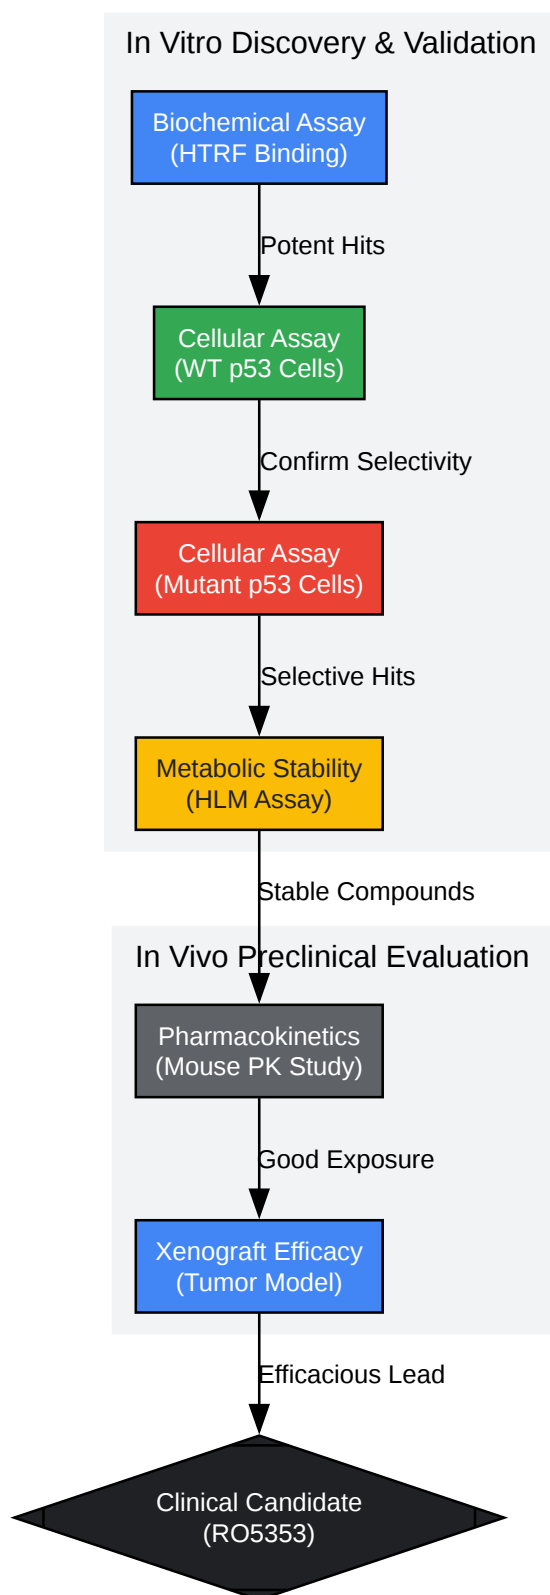 In Vitro Discovery & Validation
Biochemical Assay
(HTRF Binding)
Potent Hits
Cellular Assay
(WT p53 Cells)
Confirm Selectivity
Cellular Assay
(Mutant p53 Cells)
Selective Hits
Metabolic Stability
(HLM Assay)
Stable Compounds
In Vivo Preclinical Evaluation
Pharmacokinetics
(Mouse PK Study)
Good Exposure
Xenograft Efficacy
(Tumor Model)
Efficacious Lead
Clinical Candidate
(RO5353)